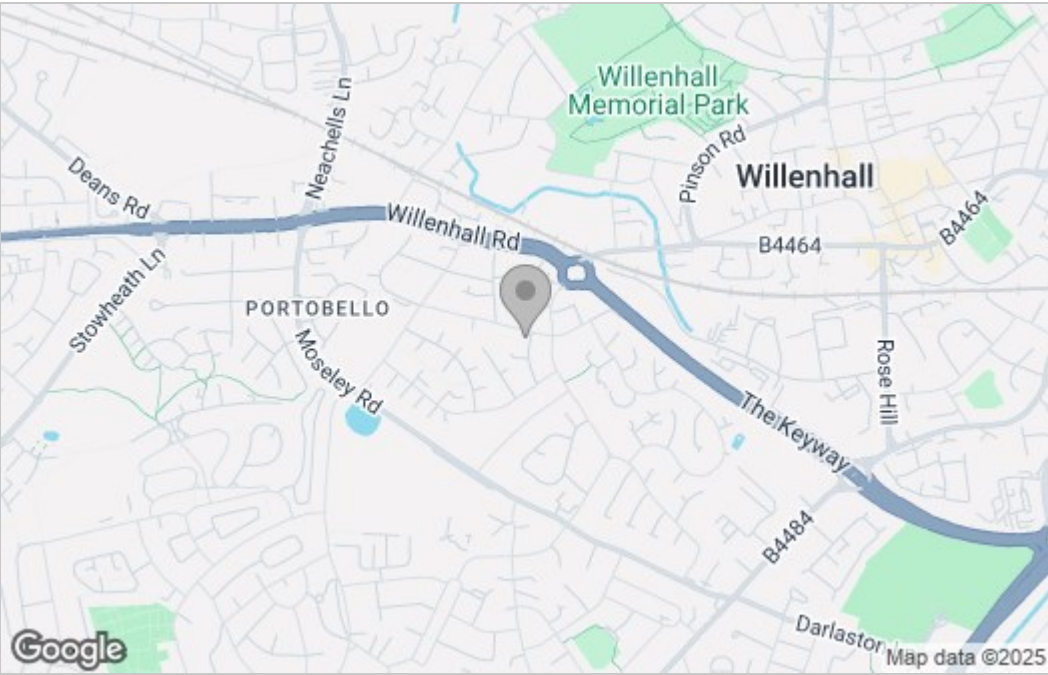 Willenhall
Memorial Park
Neachells Ln
Pinson Rd
Willenhall
Deans Rd
B4464
Willenhall Rd
B4464
Stowheath Ln
PORTOBELLO
Moseley Rd
Rose Hill
The Keyway
B4484
Darlaston
Google
Map data ©2025